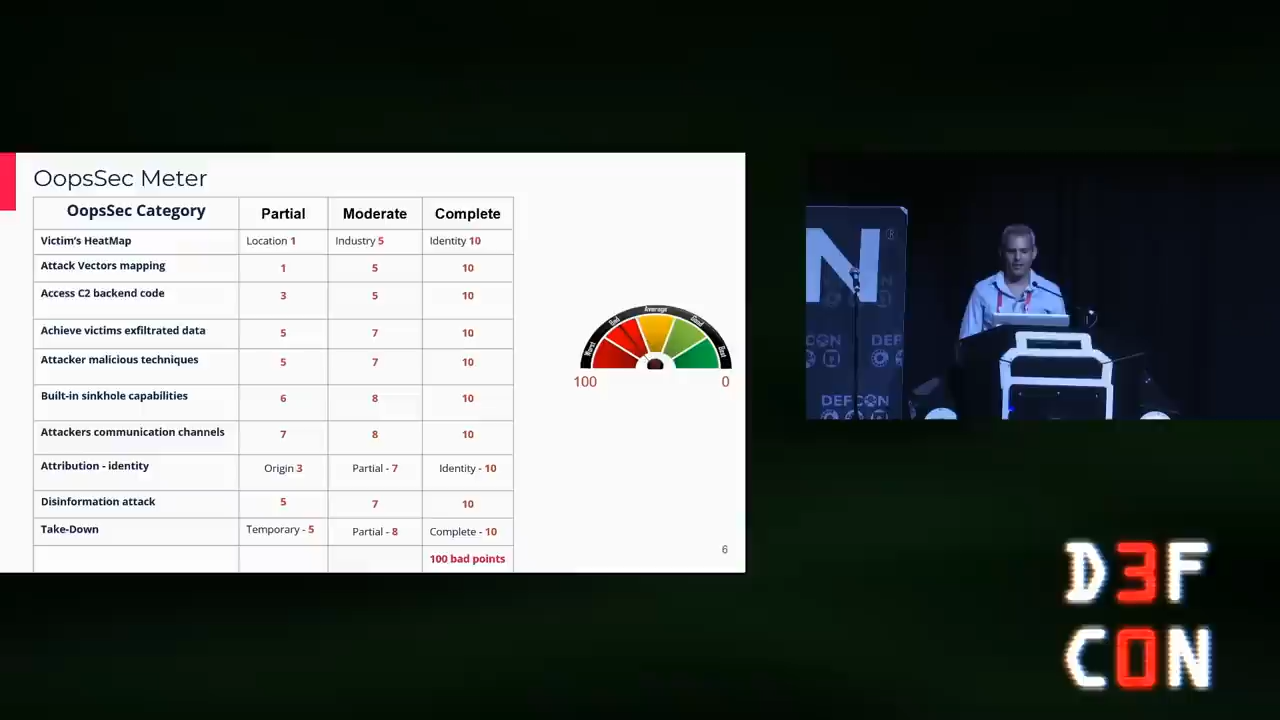 OopsSec Meter
OopsSec Category Partial Moderate Complete
Victim's HeatMap Location 1 Industry 5 Identity 10
Attack Vectors mapping 1 5 10
Access C2 backend code 3 5 10
Achieve victims exfiltrated data 5 7 10
Attacker malicious techniques 5 7 10
Built-in sinkhole capabilities 6 8 10
Attackers communication channels 7 8 10
Attribution - identity Origin 3 Partial - 7 Identity - 10
Disinformation attack 5 7 10
Take-Down Temporary - 5 Partial - 8 Complete - 10
100 bad points
Worst Bad Average Good Best
100 0
6
N ®
CON DEF
DEFCON
D3F
C0N